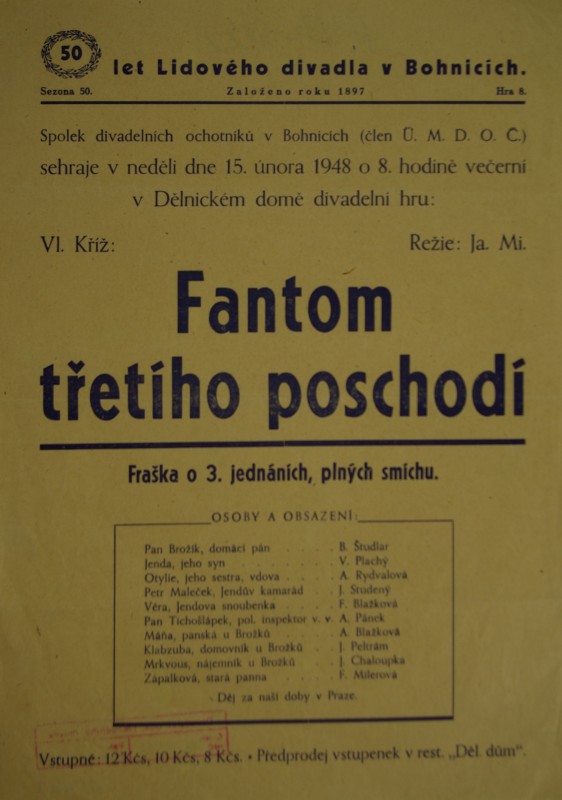 50 let Lidového divadla v Bohnicích.
Sezona 50. Založeno roku 1897 Hra 8.
Spolek divadelních ochotníků v Bohnicích (člen Ú. M. D. O. Č.)
sehraje v neděli dne 15. února 1948 o 8. hodině večerní
v Dělnickém domě divadelní hru:
Vl. Kříž: Režie: Ja. Mi.
Fantom
třetího poschodí
Fraška o 3. jednáních, plných smíchu.
OSOBY A OBSAZENÍ:
Pan Brožík, domácí pán . . . . B. Študlar
Jenda, jeho syn . . . . . . . V. Plachý
Otylie, jeho sestra, vdova . . . . A. Rydvalová
Petr Maleček, Jendův kamarád . . J. Studený
Věra, Jendova snoubenka . . . . F. Blažková
Pan Tichošlápek, pol. inspektor v. v. A. Pánek
Máňa, panská u Brožků . . . . A. Blažková
Klabzuba, domovník u Brožků . . J. Peltrám
Mrkvous, nájemník u Brožků . . J. Chaloupka
Zápalková, stará panna . . . . F. Milerová
Děj za naší doby v Praze.
Vstupné: 12 Kčs, 10 Kčs, 8 Kčs. • Předprodej vstupenek v rest. „Děl. dům".